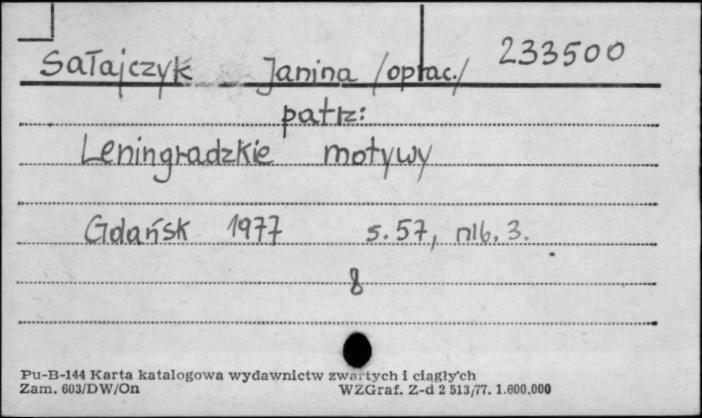 Sałajczyk Janina /oprac./ 233500
patrz:
Leningradzkie motywy
Gdańsk 1977 s. 57, nlb. 3.
8
Pu-B-144 Karta katalogowa wydawnictw zwartych i ciągłych
Zam. 603/DW/On WZGraf. Z-d 2 513/77. 1.600.000